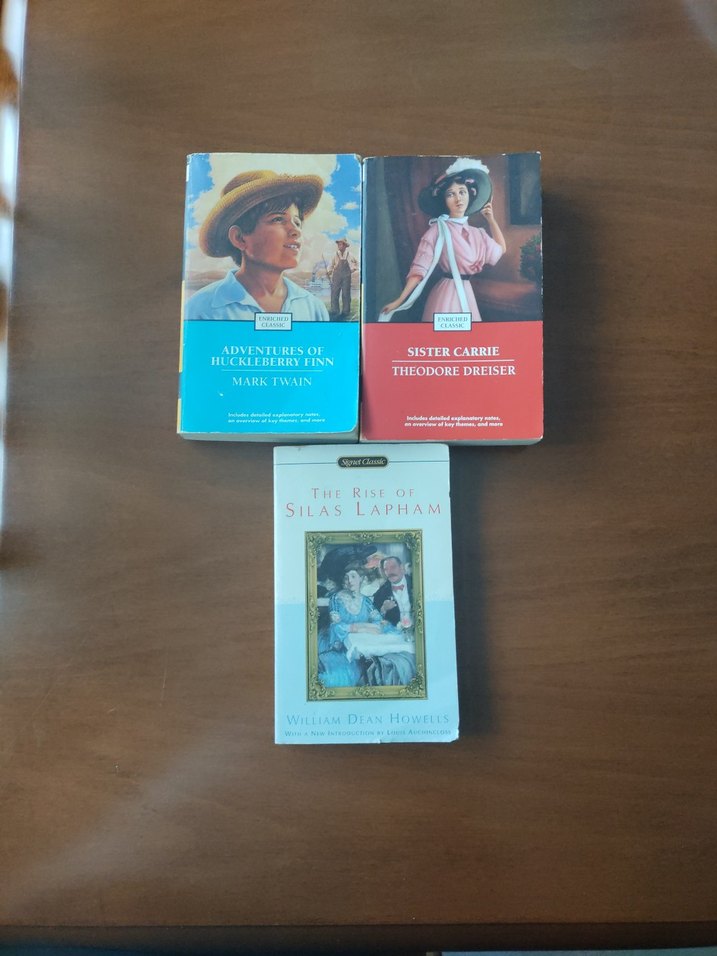 ENRICHED
CLASSIC
ADVENTURES OF
HUCKLEBERRY FINN
MARK TWAIN
Includes detailed explanatory notes,
an overview of key themes, and more
ENRICHED
CLASSIC
SISTER CARRIE
THEODORE DREISER
Includes detailed explanatory notes,
an overview of key themes, and more
Signet Classic
THE RISE OF
SILAS LAPHAM
WILLIAM DEAN HOWELLS
WITH A NEW INTRODUCTION BY LOUIS AUCHINCLOSS